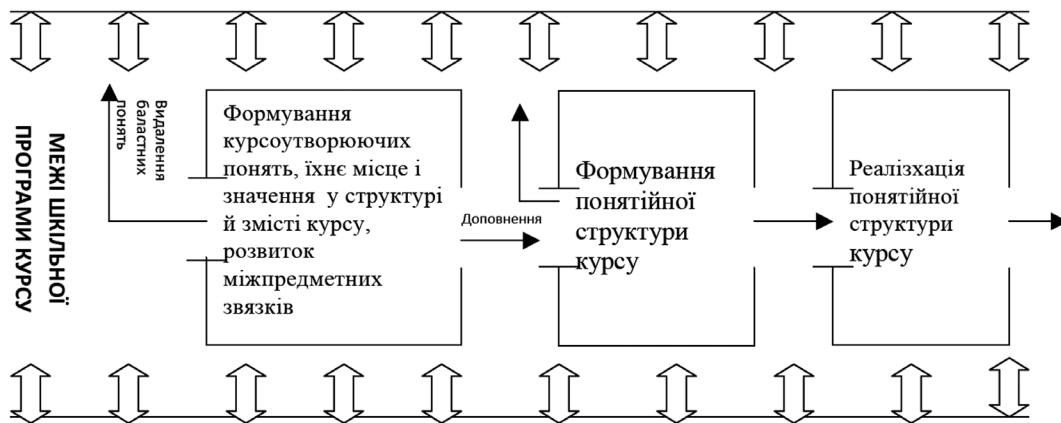 МЕЖІ ШКІЛЬНОЇ
ПРОГРАМИ КУРСУ
Видалення
баластних
понять
Формування
курсоутворюючих
понять, їхнє місце і
значення у структурі
й змісті курсу,
розвиток
міжпредметних
звязків
Доповнення
Формування
понятійної
структури
курсу
Реалізхація
понятійної
структури
курсу